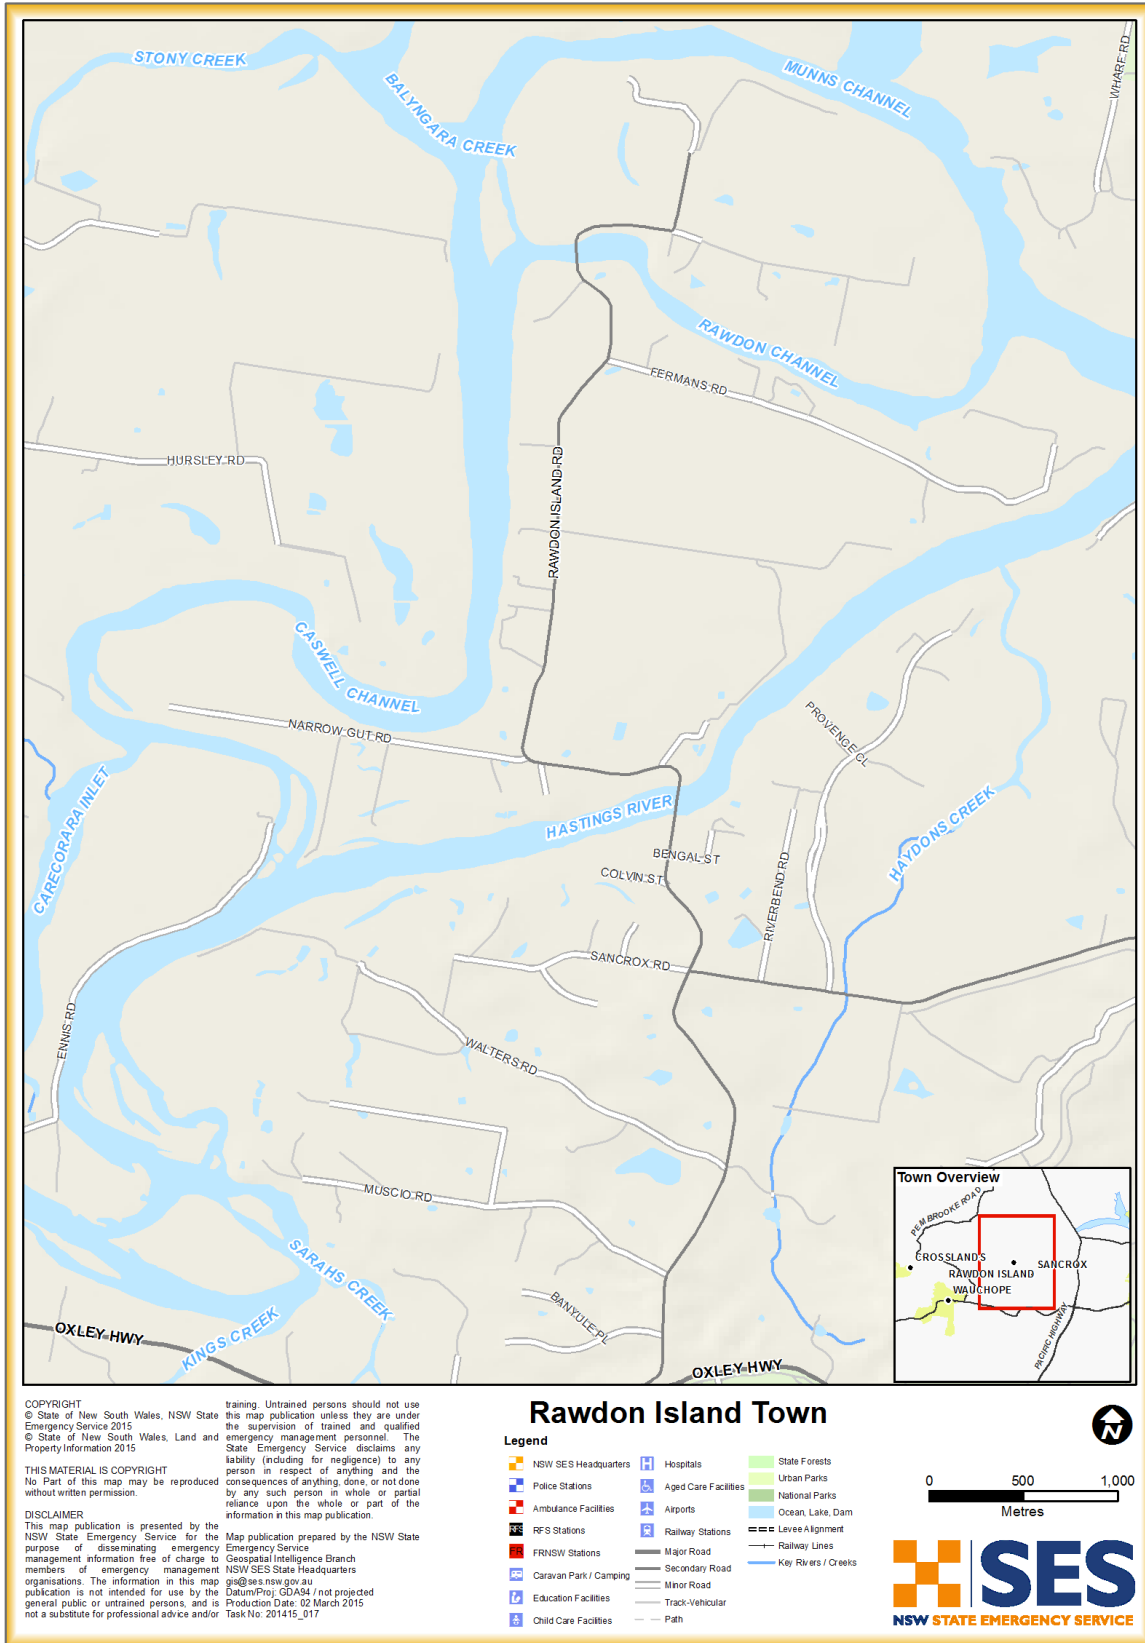 STONY CREEK
BALYNGARA CREEK
MUNNS CHANNEL
WHARF RD
RAWDON CHANNEL
FERMANS RD
HURSLEY RD
RAWDON ISLAND RD
CASWELL CHANNEL
NARROW GUT RD
PROVENCE CL
CARECORARA INLET
HASTINGS RIVER
HAYDONS CREEK
BENGAL ST
COLVIN ST
RIVERBEND RD
SANCROX RD
ENNIS RD
WALTERS RD
MUSCIO RD
SARAHS CREEK
BANYULE PL
KINGS CREEK
OXLEY HWY
OXLEY HWY
Town Overview
PEMBROOKE ROAD
CROSSLANDS
RAWDON ISLAND
SANCROX
WAUCHOPE
PACIFIC HIGHWAY
COPYRIGHT
© State of New South Wales, NSW State
Emergency Service 2015
© State of New South Wales, Land and
Property Information 2015
THIS MATERIAL IS COPYRIGHT
No Part of this map may be reproduced
without written permission.
DISCLAIMER
This map publication is presented by the
NSW State Emergency Service for the
purpose of disseminating emergency
management information free of charge to
members of emergency management
organisations. The information in this map
publication is not intended for use by the
general public or untrained persons, and is
not a substitute for professional advice and/or
training. Untrained persons should not use
this map publication unless they are under
the supervision of trained and qualified
emergency management personnel. The
State Emergency Service disclaims any
liability (including for negligence) to any
person in respect of anything and the
consequences of anything, done, or not done
by any such person in whole or partial
reliance upon the whole or part of the
information in this map publication.
Map publication prepared by the NSW State
Emergency Service
Geospatial Intelligence Branch
NSW SES State Headquarters
gis@ses.nsw.gov.au
Datum/Proj: GDA94 / not projected
Production Date: 02 March 2015
Task No: 201415_017
Rawdon Island Town
Legend
NSW SES Headquarters
Police Stations
Ambulance Facilities
RFS RFS Stations
FR FRNSW Stations
Caravan Park / Camping
Education Facilities
Child Care Facilities
H Hospitals
Aged Care Facilities
Airports
Railway Stations
Major Road
Secondary Road
Minor Road
Track-Vehicular
Path
State Forests
Urban Parks
National Parks
Ocean, Lake, Dam
Levee Alignment
Railway Lines
Key Rivers / Creeks
N
0 500 1,000
Metres
SES
NSW STATE EMERGENCY SERVICE